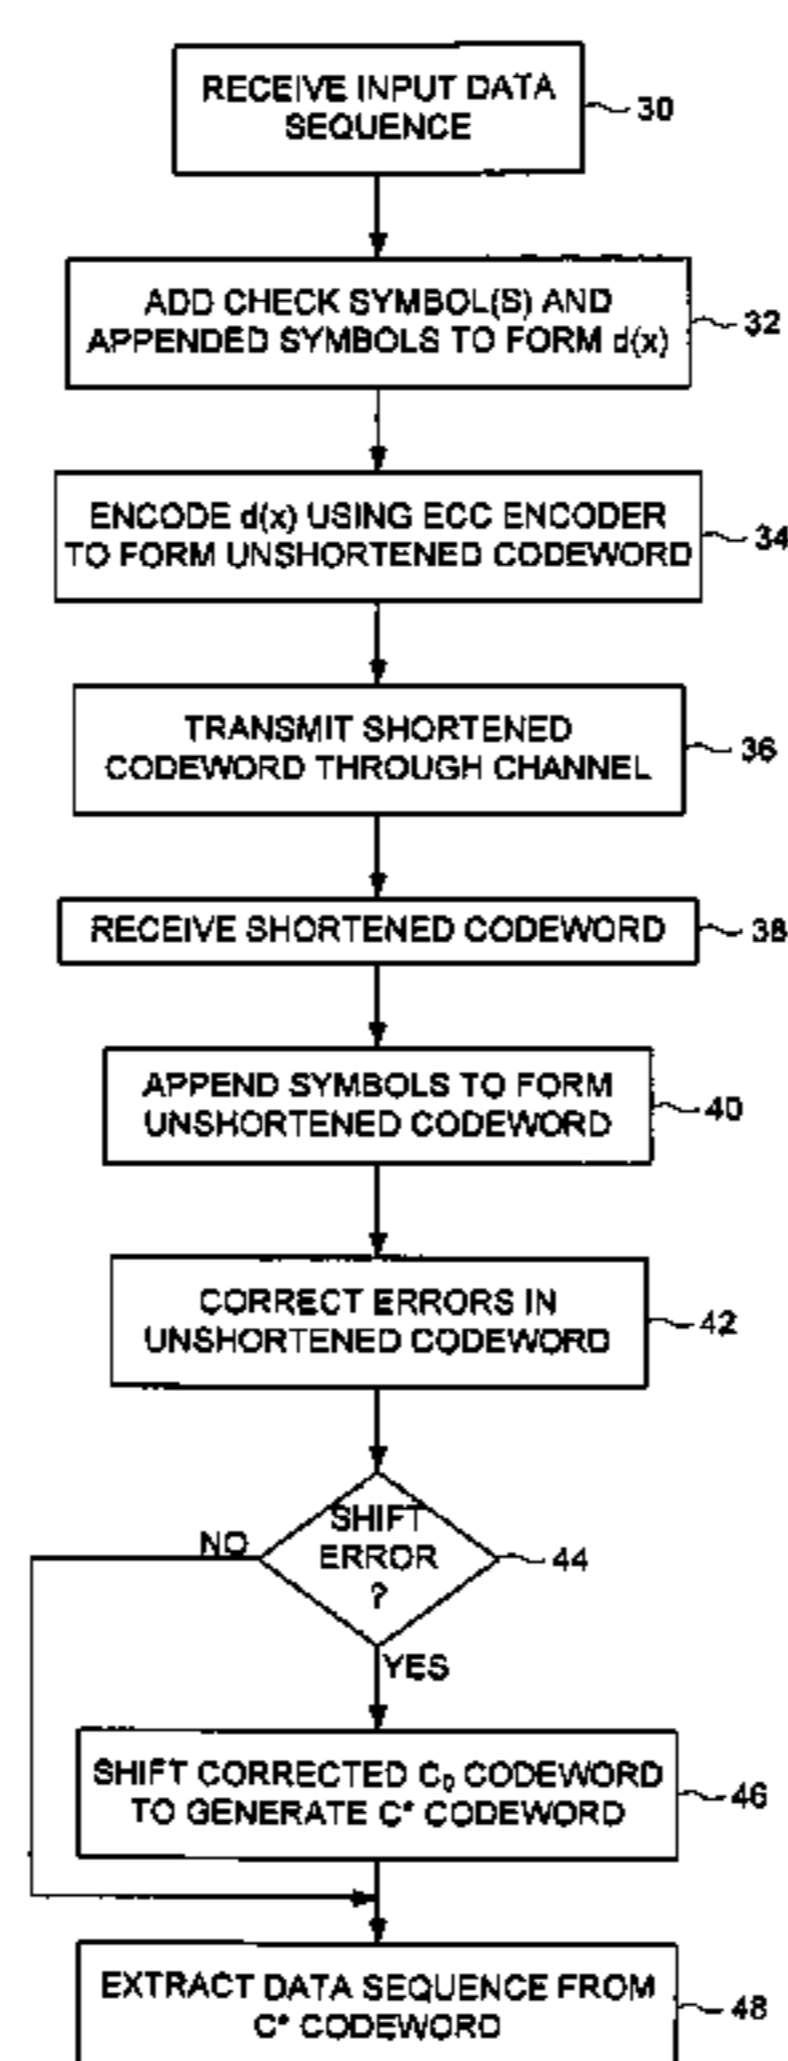 RECEIVE INPUT DATA
SEQUENCE
30
ADD CHECK SYMBOL(S) AND
APPENDED SYMBOLS TO FORM d(x)
32
ENCODE d(x) USING ECC ENCODER
TO FORM UNSHORTENED CODEWORD
34
TRANSMIT SHORTENED
CODEWORD THROUGH CHANNEL
36
RECEIVE SHORTENED CODEWORD
38
APPEND SYMBOLS TO FORM
UNSHORTENED CODEWORD
40
CORRECT ERRORS IN
UNSHORTENED CODEWORD
42
SHIFT
ERROR
?
44
NO
YES
SHIFT CORRECTED C₀ CODEWORD
TO GENERATE C* CODEWORD
46
EXTRACT DATA SEQUENCE FROM
C* CODEWORD
48